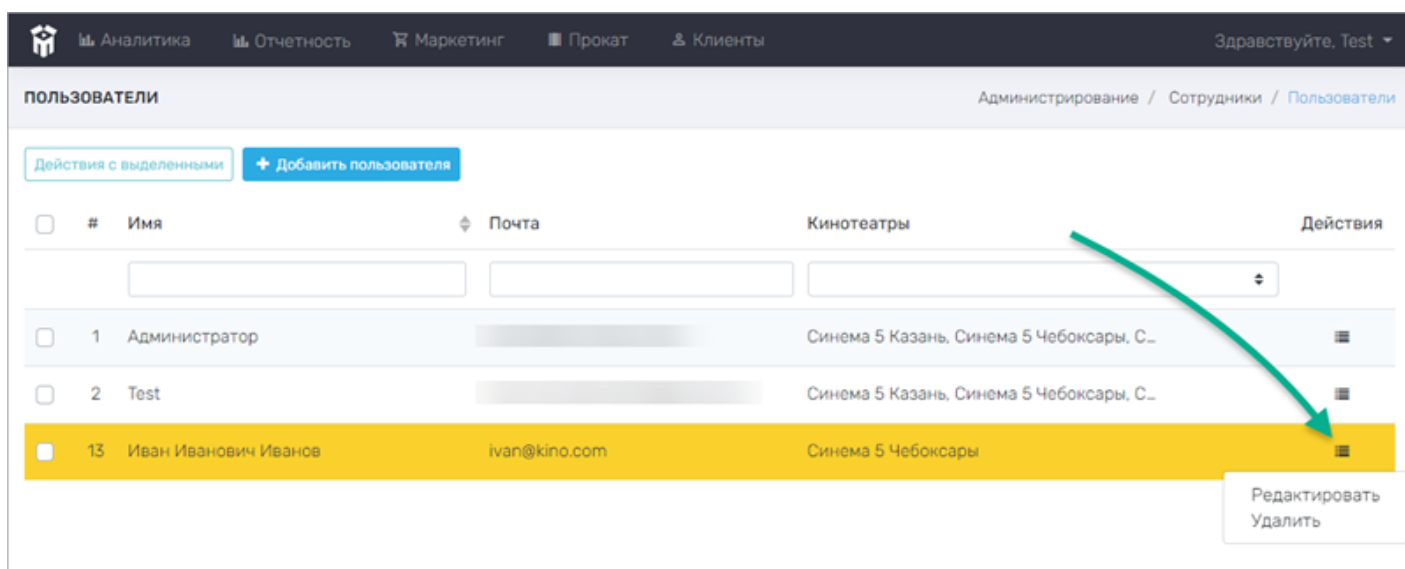 Аналитика Отчетность Маркетинг Прокат Клиенты Здравствуйте, Test
ПОЛЬЗОВАТЕЛИ Администрирование / Сотрудники / Пользователи
Действия с выделенными + Добавить пользователя
# Имя Почта Кинотеатры Действия
1 Администратор Синема 5 Казань, Синема 5 Чебоксары, С...
2 Test Синема 5 Казань, Синема 5 Чебоксары, С...
13 Иван Иванович Иванов ivan@kino.com Синема 5 Чебоксары
Редактировать
Удалить